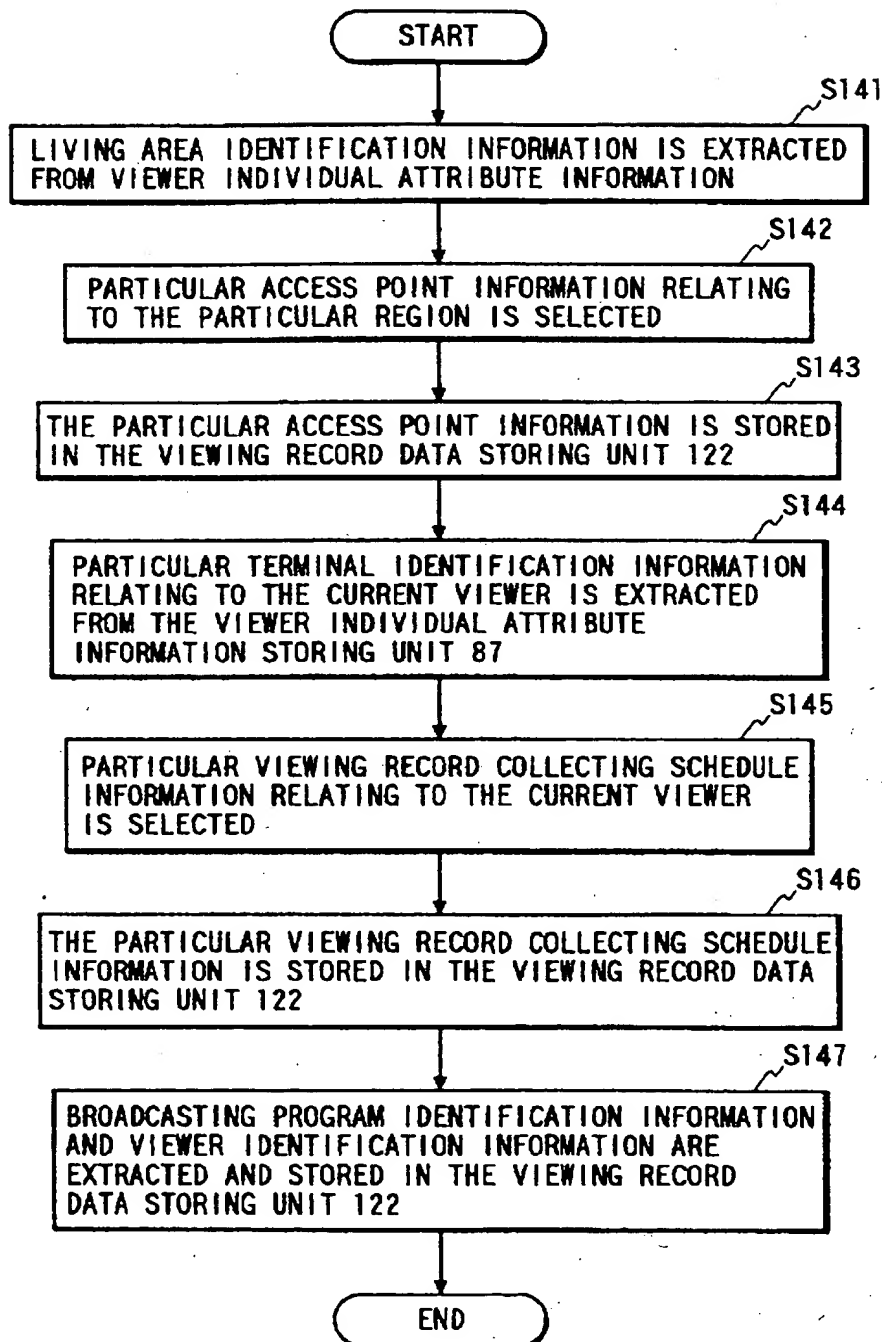 START
S141
LIVING AREA IDENTIFICATION INFORMATION IS EXTRACTED
FROM VIEWER INDIVIDUAL ATTRIBUTE INFORMATION
S142
PARTICULAR ACCESS POINT INFORMATION RELATING
TO THE PARTICULAR REGION IS SELECTED
S143
THE PARTICULAR ACCESS POINT INFORMATION IS STORED
IN THE VIEWING RECORD DATA STORING UNIT 122
S144
PARTICULAR TERMINAL IDENTIFICATION INFORMATION
RELATING TO THE CURRENT VIEWER IS EXTRACTED
FROM THE VIEWER INDIVIDUAL ATTRIBUTE
INFORMATION STORING UNIT 87
S145
PARTICULAR VIEWING RECORD COLLECTING SCHEDULE
INFORMATION RELATING TO THE CURRENT VIEWER
IS SELECTED
S146
THE PARTICULAR VIEWING RECORD COLLECTING SCHEDULE
INFORMATION IS STORED IN THE VIEWING RECORD DATA
STORING UNIT 122
S147
BROADCASTING PROGRAM IDENTIFICATION INFORMATION
AND VIEWER IDENTIFICATION INFORMATION ARE
EXTRACTED AND STORED IN THE VIEWING RECORD
DATA STORING UNIT 122
END